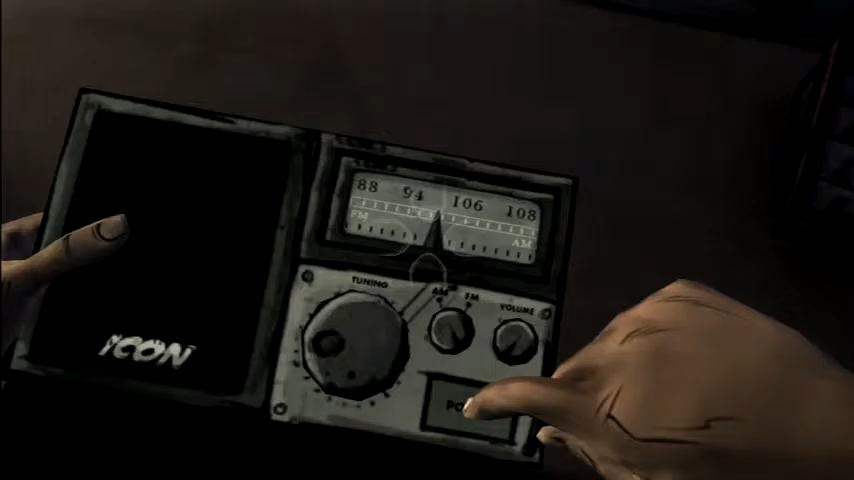 88 94 106 108
FM
AM
TUNING
AM FM
VOLUME
ICON